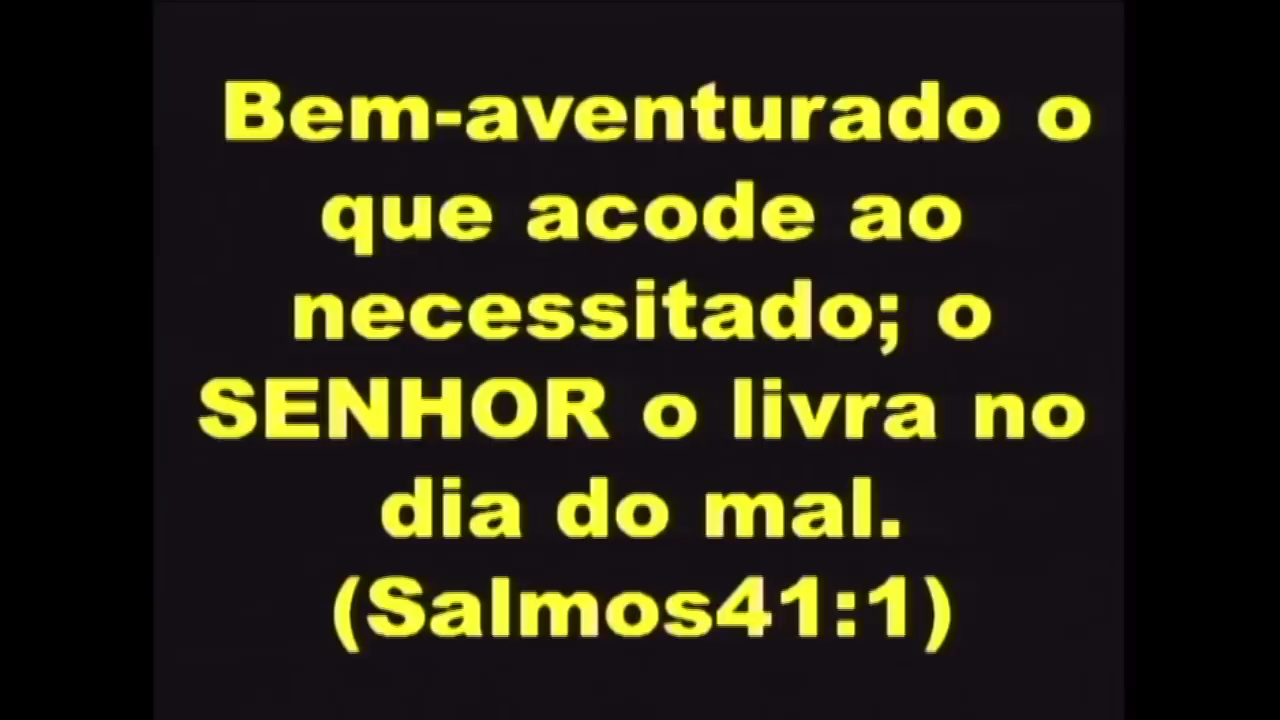 Bem-aventurado o
que acode ao
necessitado; o
SENHOR o livra no
dia do mal.
(Salmos41:1)